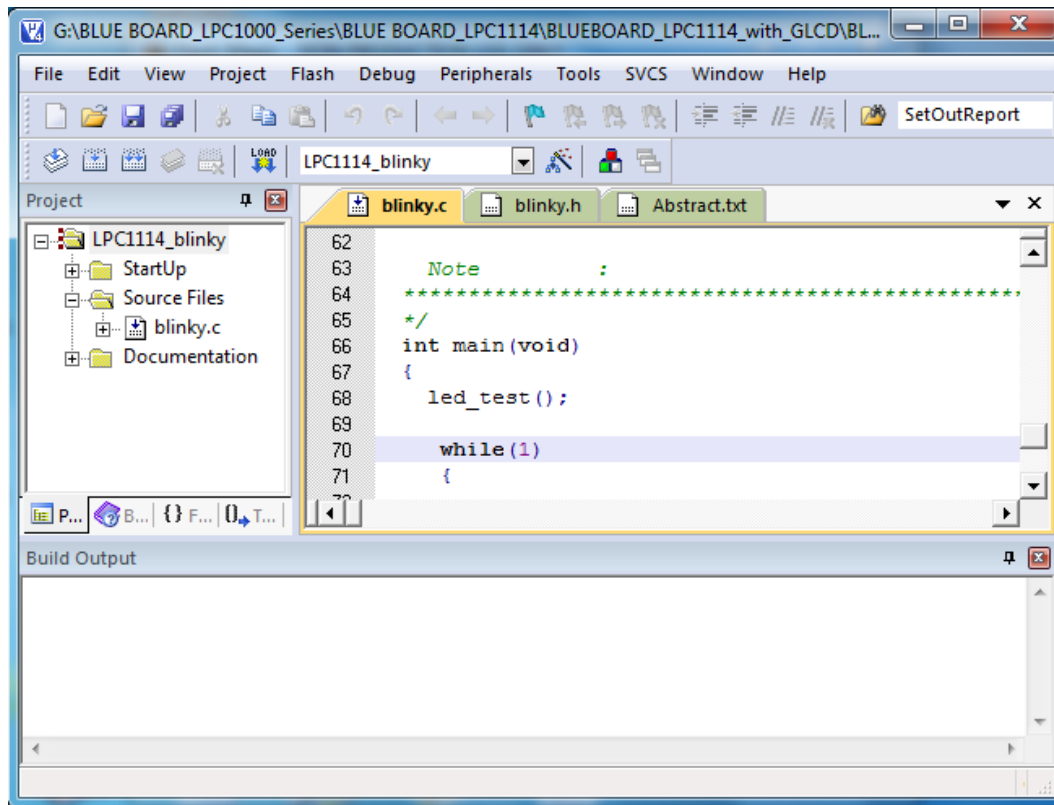 G:\BLUE BOARD_LPC1000_Series\BLUE BOARD_LPC1114\BLUEBOARD_LPC1114_with_GLCD\BL...
File Edit View Project Flash Debug Peripherals Tools SVCS Window Help
SetOutReport
LOAD LPC1114_blinky
Project
LPC1114_blinky
StartUp
Source Files
blinky.c
Documentation
P... B... {} F... T...
blinky.c blinky.h Abstract.txt
62
63 Note :
64 ************************************************
65 */
66 int main(void)
67 {
68 led_test();
69
70 while(1)
71 {
Build Output